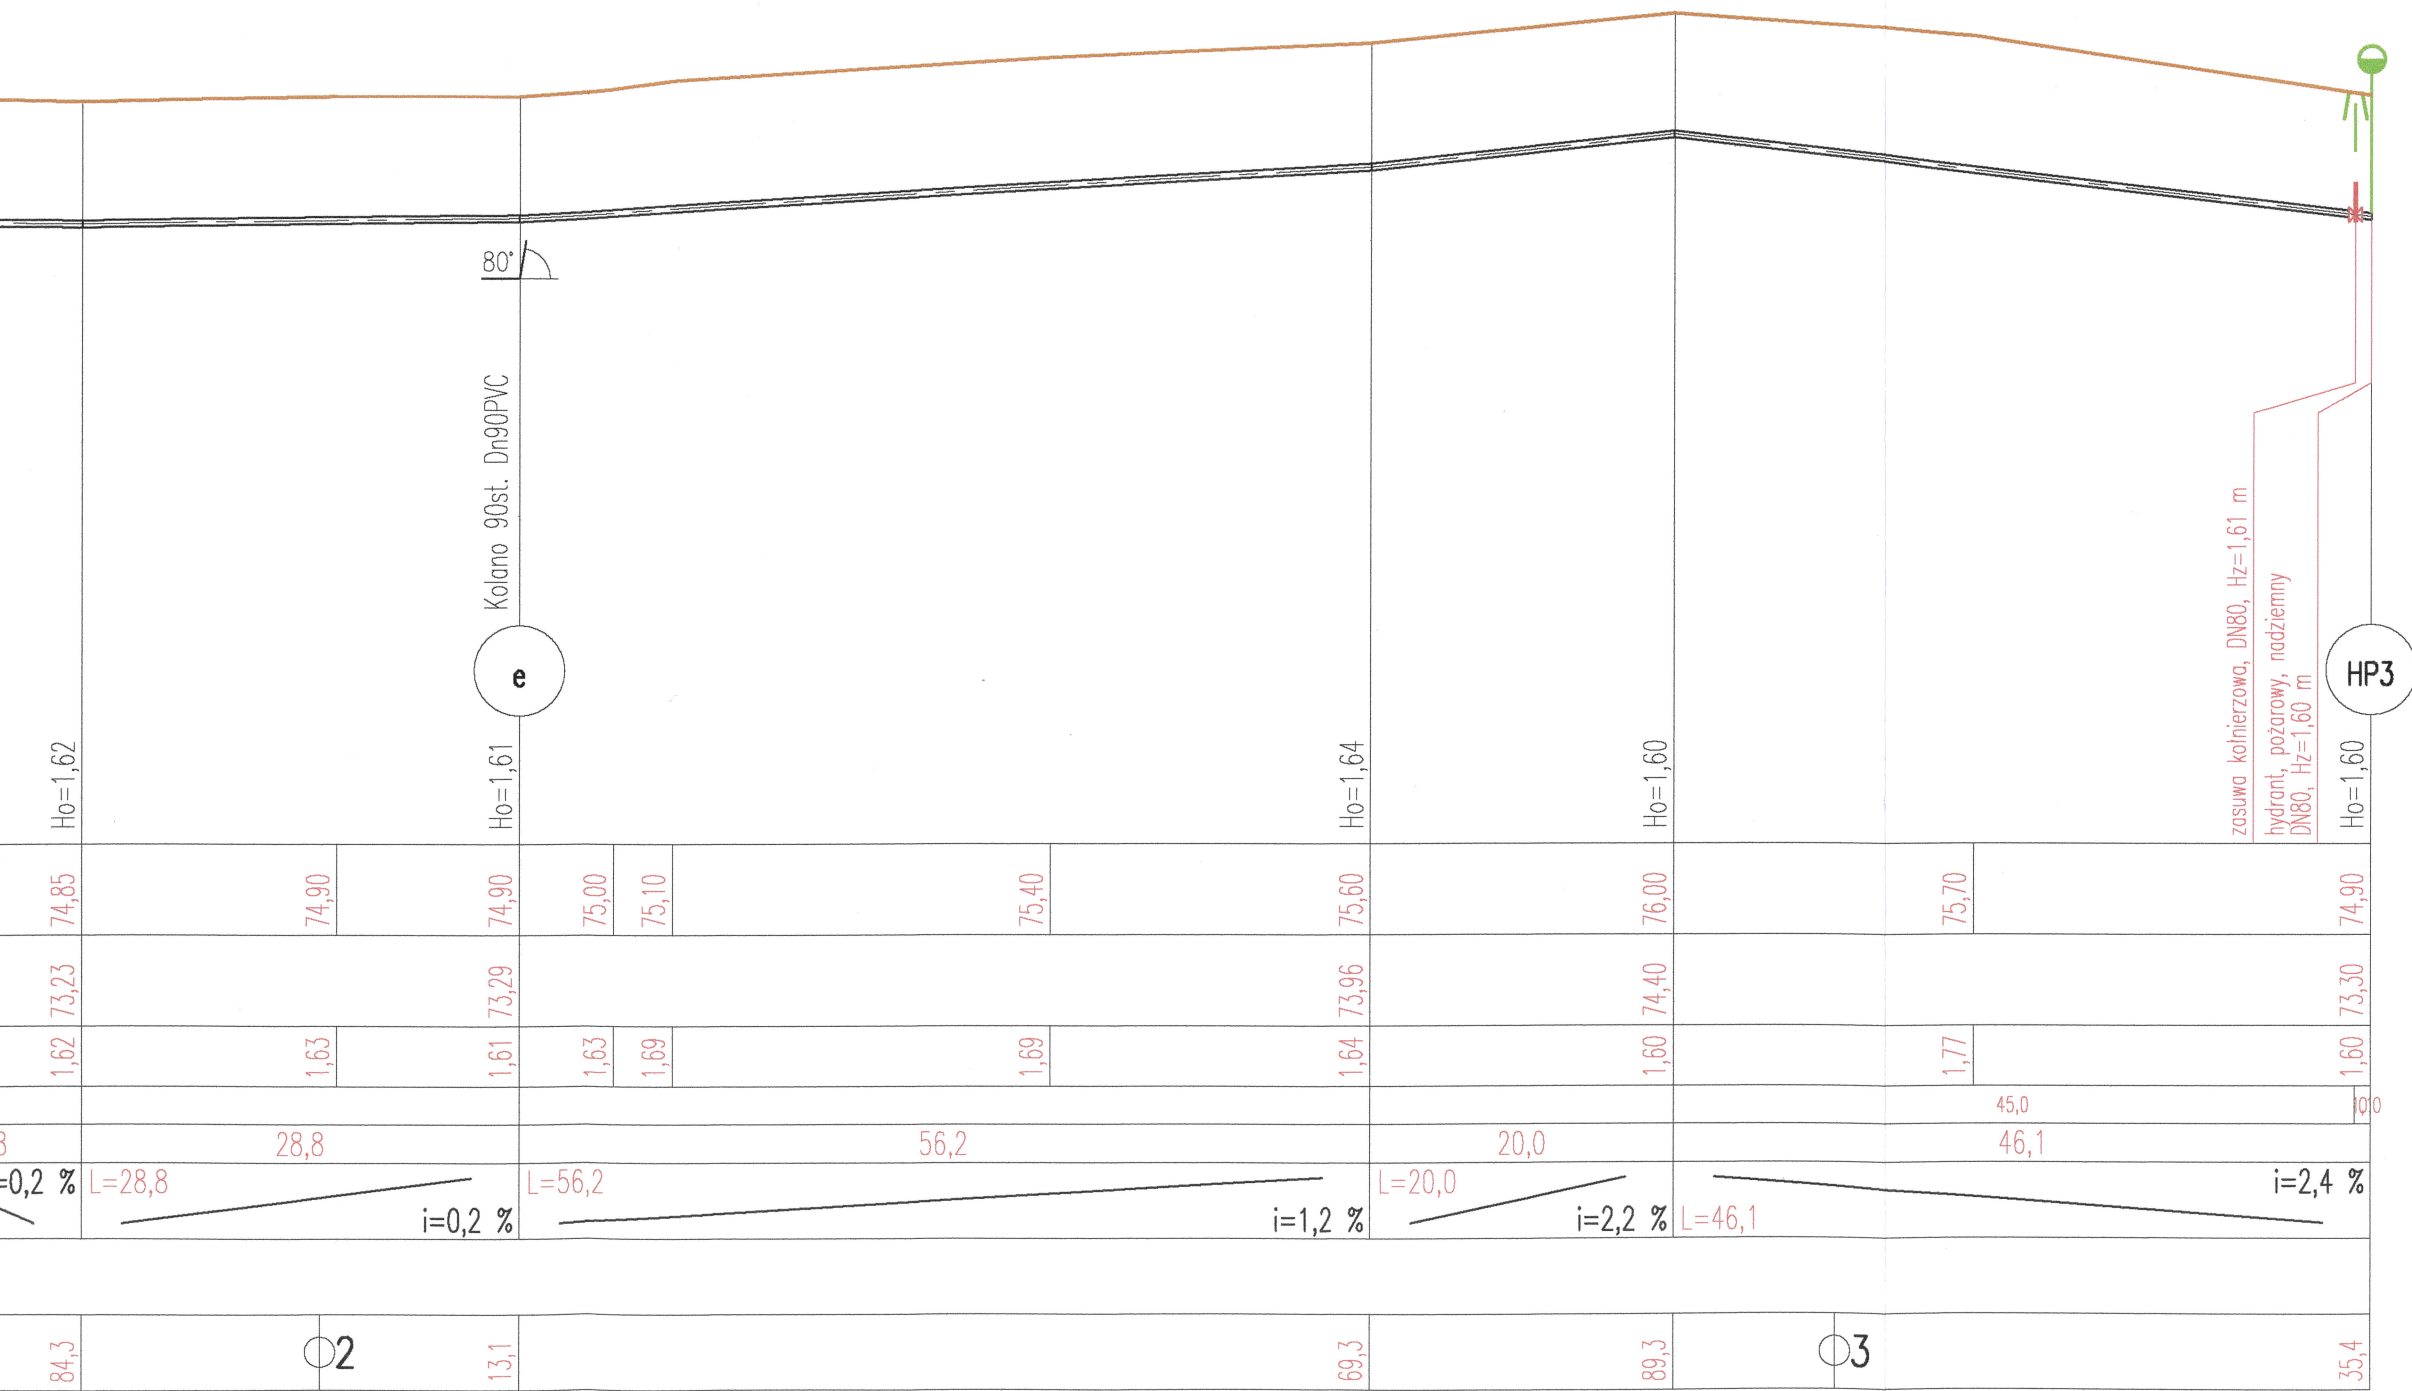 80°
Kolano 90st. Dn90PVC
e
HP3
zasuwa kołnierzowa, DN80, Hz=1,61 m
hydrant, pożarowy, nadziemny
DN80, Hz=1,60 m
Ho=1,62
Ho=1,61
Ho=1,64
Ho=1,60
Ho=1,60
74,85
74,90
74,90
75,00
75,10
75,40
75,60
76,00
75,70
74,90
73,23
73,29
73,96
74,40
73,30
1,62
1,63
1,61
1,63
1,69
1,69
1,64
1,60
1,77
1,60
45,0
28,8
56,2
20,0
46,1
=0,2 %
L=28,8
i=0,2 %
L=56,2
i=1,2 %
L=20,0
i=2,2 %
L=46,1
i=2,4 %
84,3
2
13,1
69,3
89,3
3
35,4